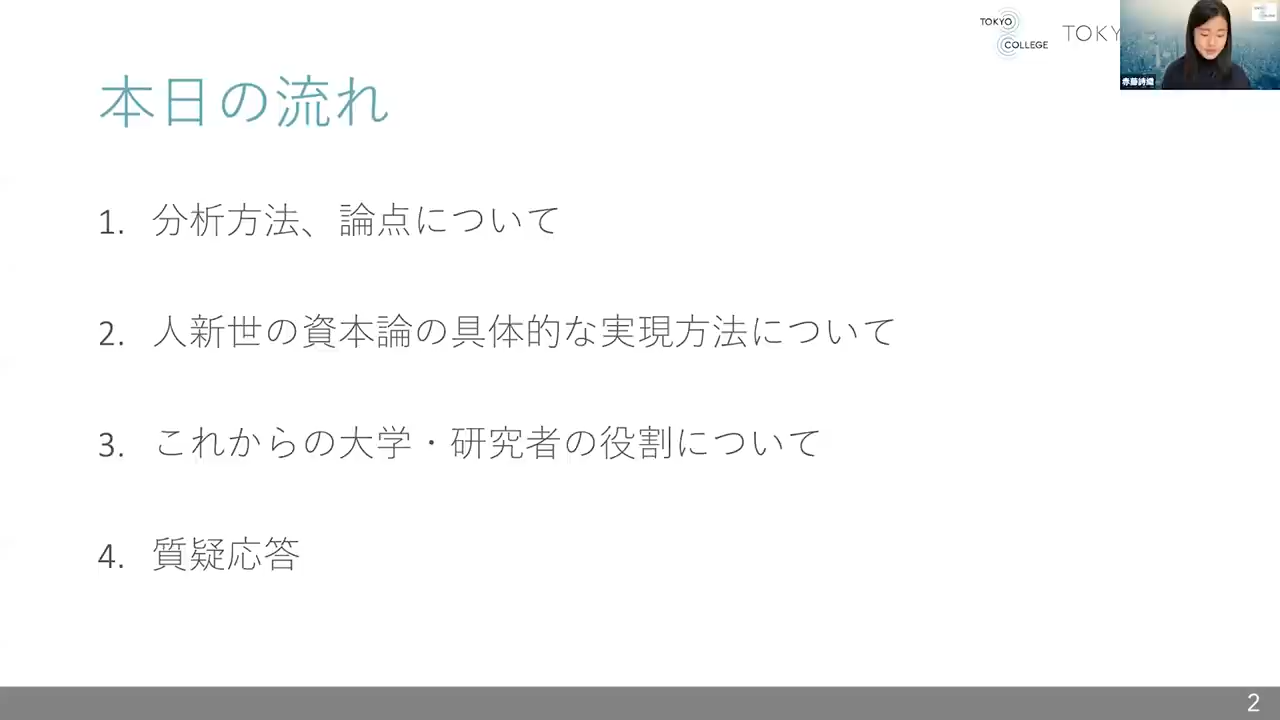 TOKYO
COLLEGE
TOKY
本日の流れ
1. 分析方法、論点について
2. 人新世の資本論の具体的な実現方法について
3. これからの大学・研究者の役割について
4. 質疑応答
2